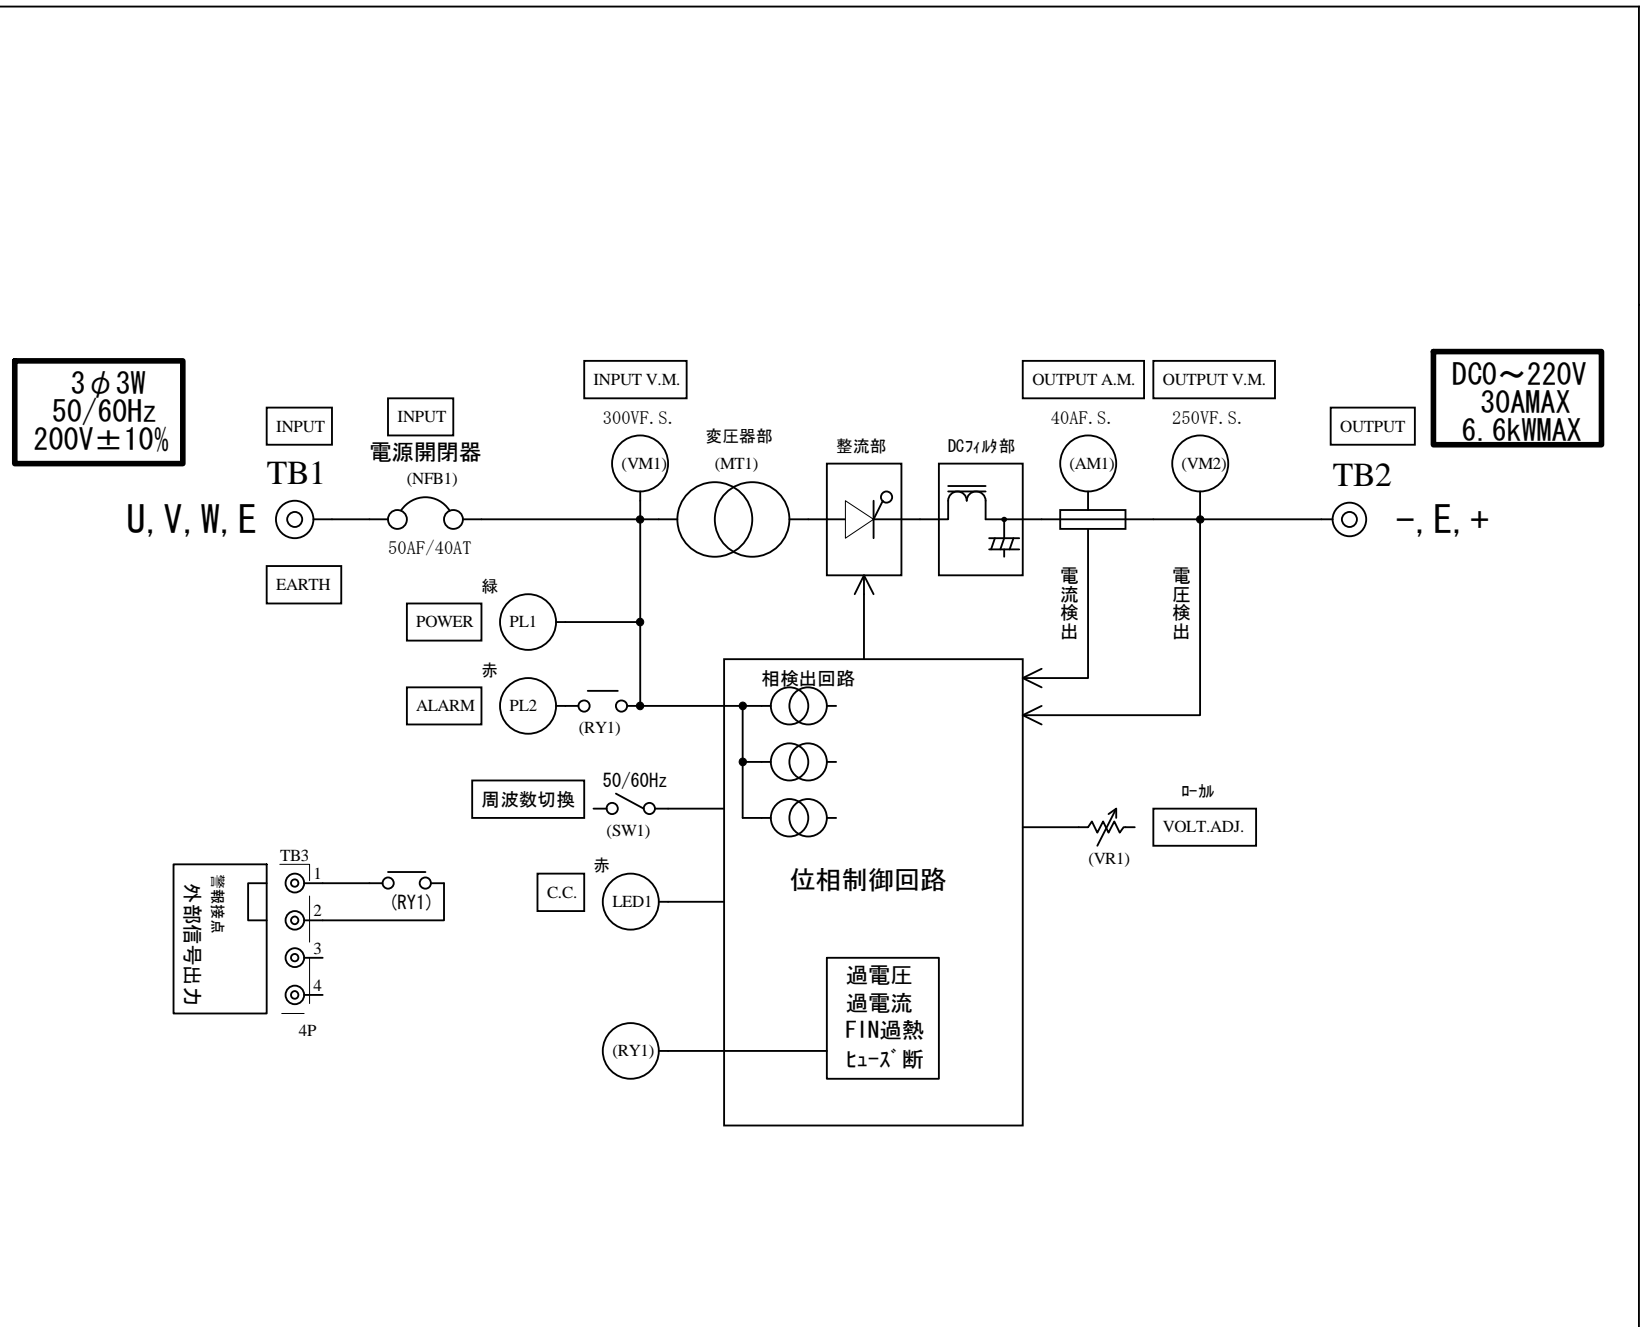 3φ3W
50/60Hz
200V±10%
INPUT
TB1
U, V, W, E
EARTH
INPUT
電源開閉器
(NFB1)
50AF/40AT
INPUT V.M.
300VF.S.
(VM1)
変圧器部
(MT1)
整流部
DCフィルタ部
OUTPUT A.M.
40AF.S.
(AM1)
OUTPUT V.M.
250VF.S.
(VM2)
OUTPUT
TB2
−, E, +
DC0～220V
30AMAX
6.6kWMAX
電流検出
電圧検出
緑
POWER
PL1
赤
ALARM
PL2
(RY1)
相検出回路
周波数切換
50/60Hz
(SW1)
ローカル
VOLT.ADJ.
(VR1)
赤
C.C.
LED1
位相制御回路
TB3
1
2
3
4
4P
(RY1)
警報接点
外部信号出力
(RY1)
過電圧
過電流
FIN過熱
ヒューズ断